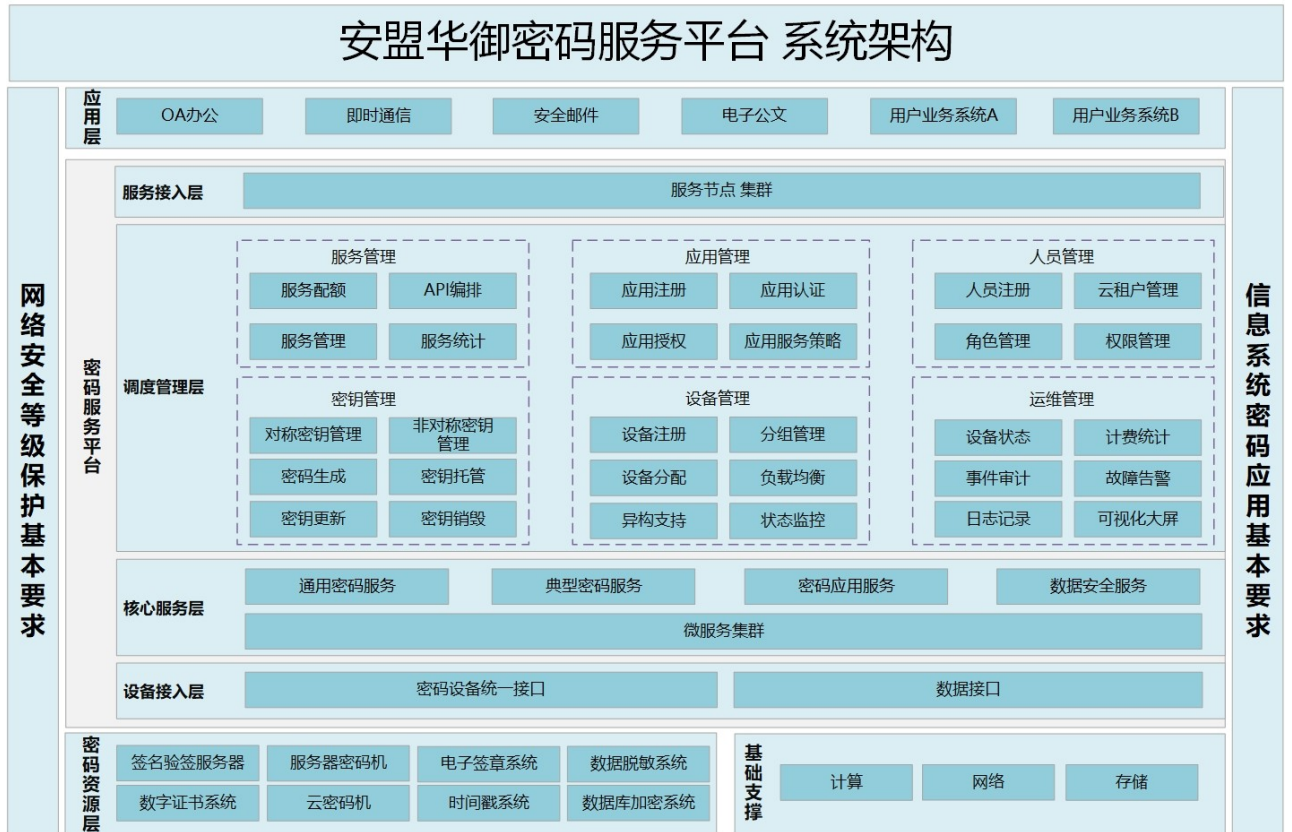 安盟华御密码服务平台 系统架构
网络安全等级保护基本要求
应用层
OA办公
即时通信
安全邮件
电子公文
用户业务系统A
用户业务系统B
密码服务平台
服务接入层
服务节点 集群
调度管理层
服务管理
服务配额
API编排
服务管理
服务统计
应用管理
应用注册
应用认证
应用授权
应用服务策略
人员管理
人员注册
云租户管理
角色管理
权限管理
密钥管理
对称密钥管理
非对称密钥
管理
密码生成
密钥托管
密钥更新
密钥销毁
设备管理
设备注册
分组管理
设备分配
负载均衡
异构支持
状态监控
运维管理
设备状态
计费统计
事件审计
故障告警
日志记录
可视化大屏
核心服务层
通用密码服务
典型密码服务
密码应用服务
数据安全服务
微服务集群
设备接入层
密码设备统一接口
数据接口
密码资源层
签名验签服务器
服务器密码机
电子签章系统
数据脱敏系统
数字证书系统
云密码机
时间戳系统
数据库加密系统
基础支撑
计算
网络
存储
信息系统密码应用基本要求